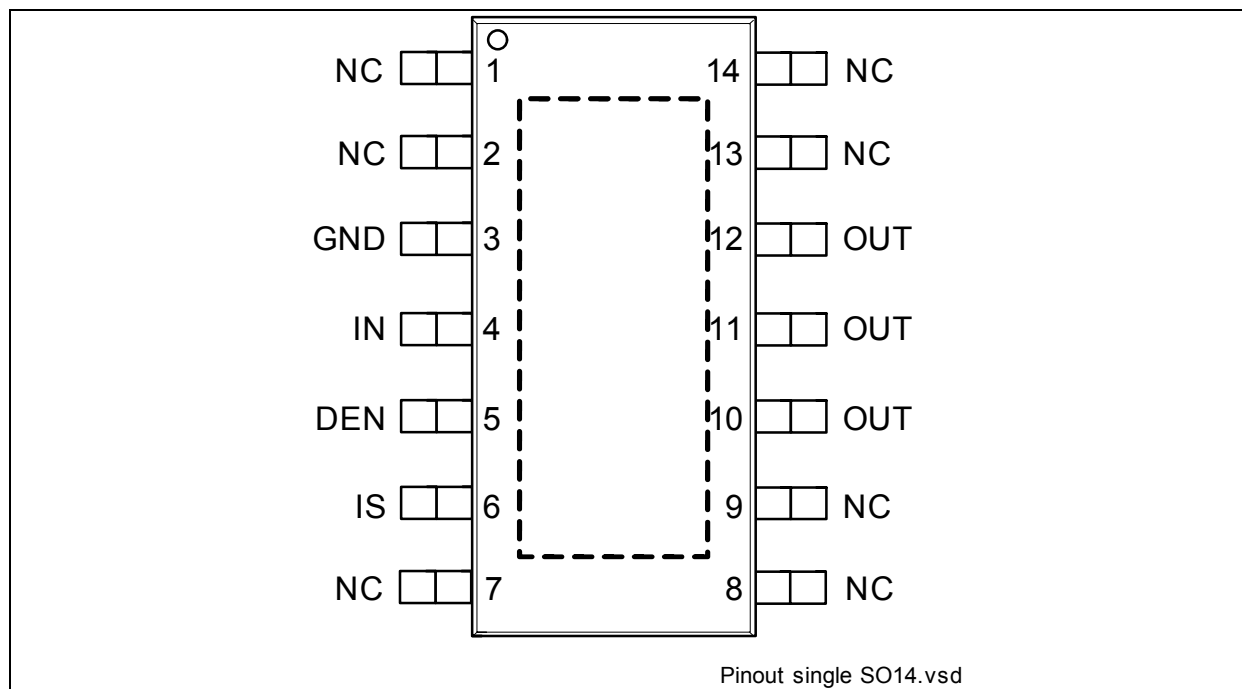 NC 1 14 NC
NC 2 13 NC
GND 3 12 OUT
IN 4 11 OUT
DEN 5 10 OUT
IS 6 9 NC
NC 7 8 NC
Pinout single SO14.vsd